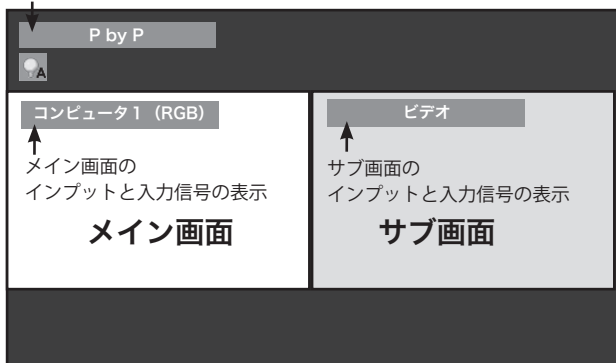 P by P
A
コンピュータ1 (RGB)
ビデオ
メイン画面の
インプットと入力信号の表示
サブ画面の
インプットと入力信号の表示
メイン画面
サブ画面